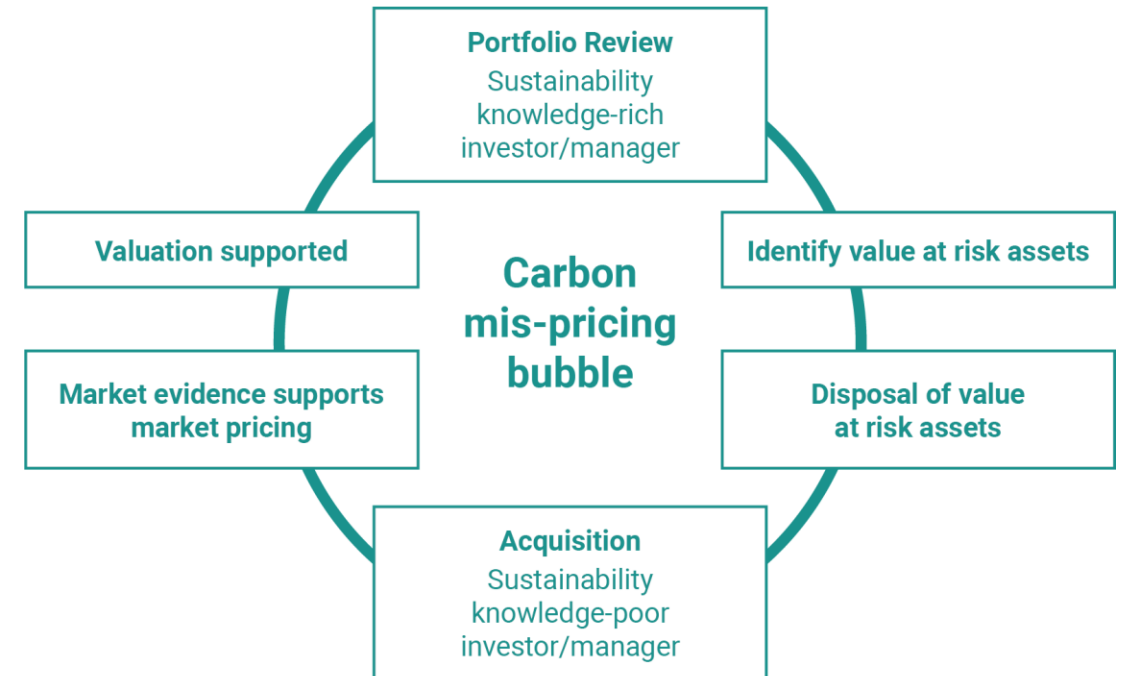 Portfolio Review
Sustainability
knowledge-rich
investor/manager
Valuation supported
Identify value at risk assets
Carbon
mis-pricing
bubble
Market evidence supports
market pricing
Disposal of value
at risk assets
Acquisition
Sustainability
knowledge-poor
investor/manager